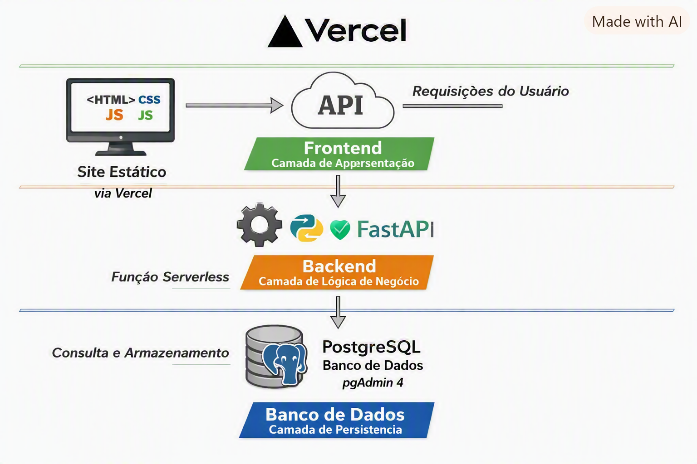 Made with AI
Vercel
<HTML> CSS
JS JS
Site Estático
via Vercel
API
Requisições do Usuário
Frontend
Camada de Appersentação
FastAPI
Backend
Camada de Lógica de Negócio
Função Serverless
Consulta e Armazenamento
PostgreSQL
Banco de Dados
pgAdmin 4
Banco de Dados
Camada de Persistencia